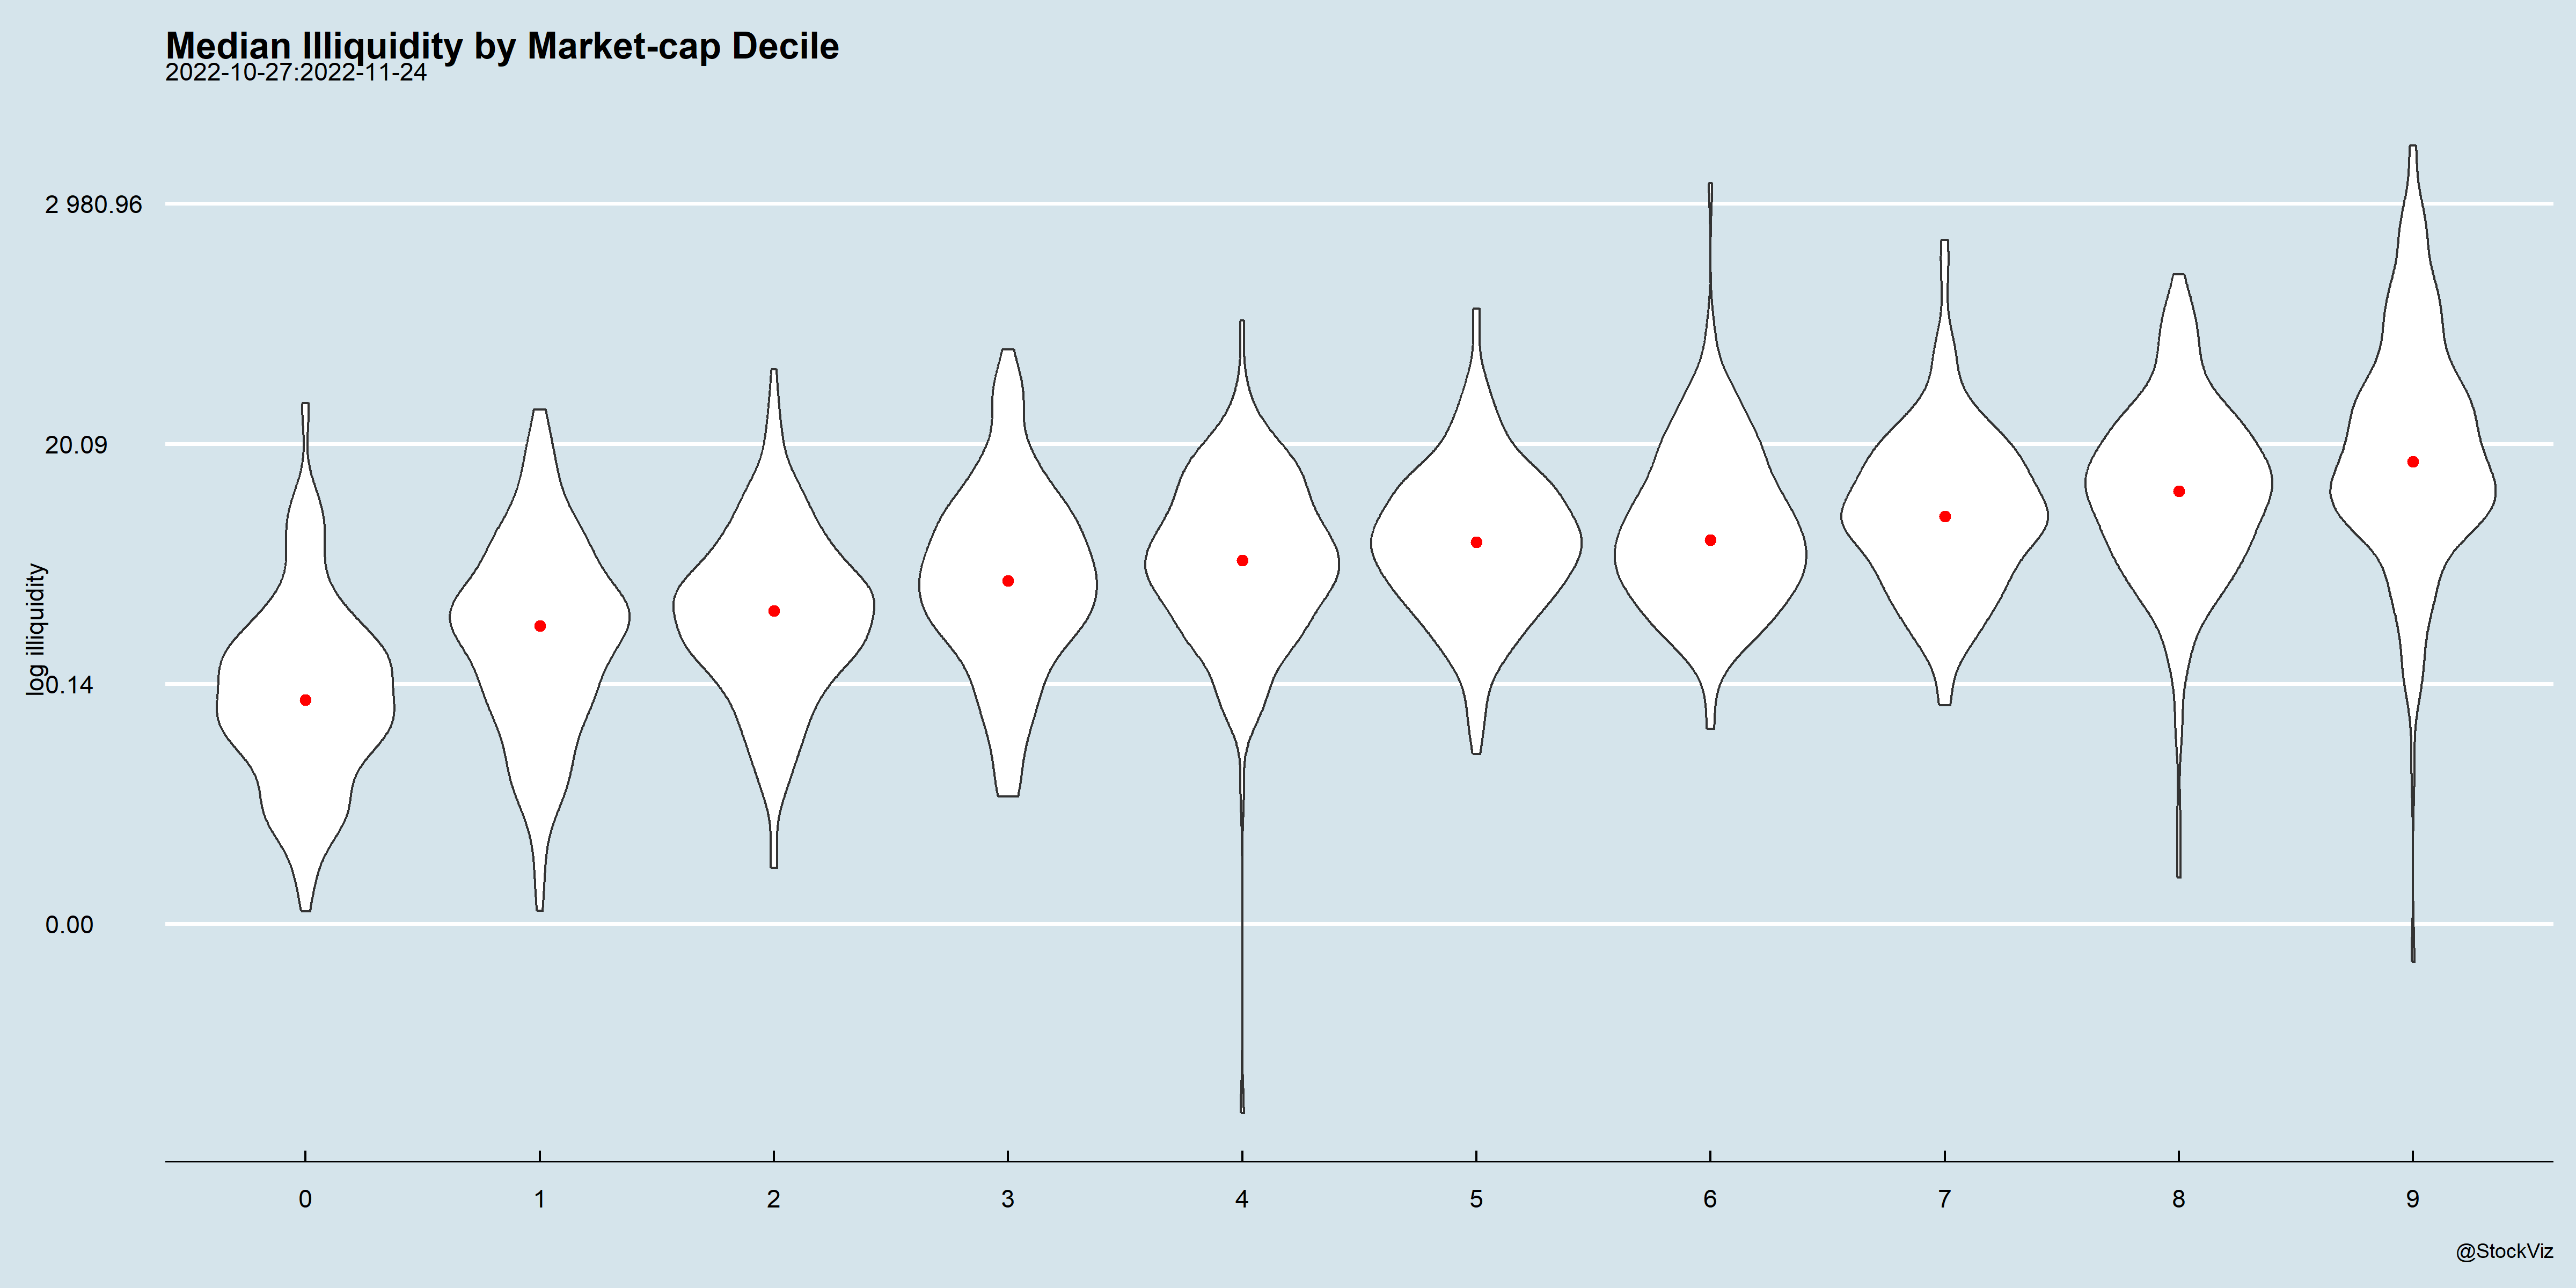 Median Illiquidity by Market-cap Decile
2022-10-27:2022-11-24
2 980.96
20.09
0.14
0.00
log illiquidity
0 1 2 3 4 5 6 7 8 9
@StockViz